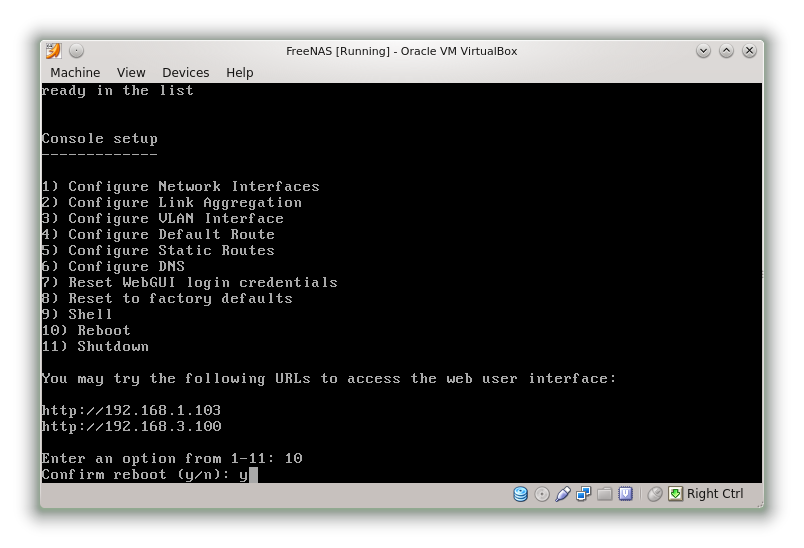 FreeNAS [Running] - Oracle VM VirtualBox
Machine View Devices Help
ready in the list
Console setup
-------------
1) Configure Network Interfaces
2) Configure Link Aggregation
3) Configure VLAN Interface
4) Configure Default Route
5) Configure Static Routes
6) Configure DNS
7) Reset WebGUI login credentials
8) Reset to factory defaults
9) Shell
10) Reboot
11) Shutdown
You may try the following URLs to access the web user interface:
http://192.168.1.103
http://192.168.3.100
Enter an option from 1-11: 10
Confirm reboot (y/n): y
Right Ctrl